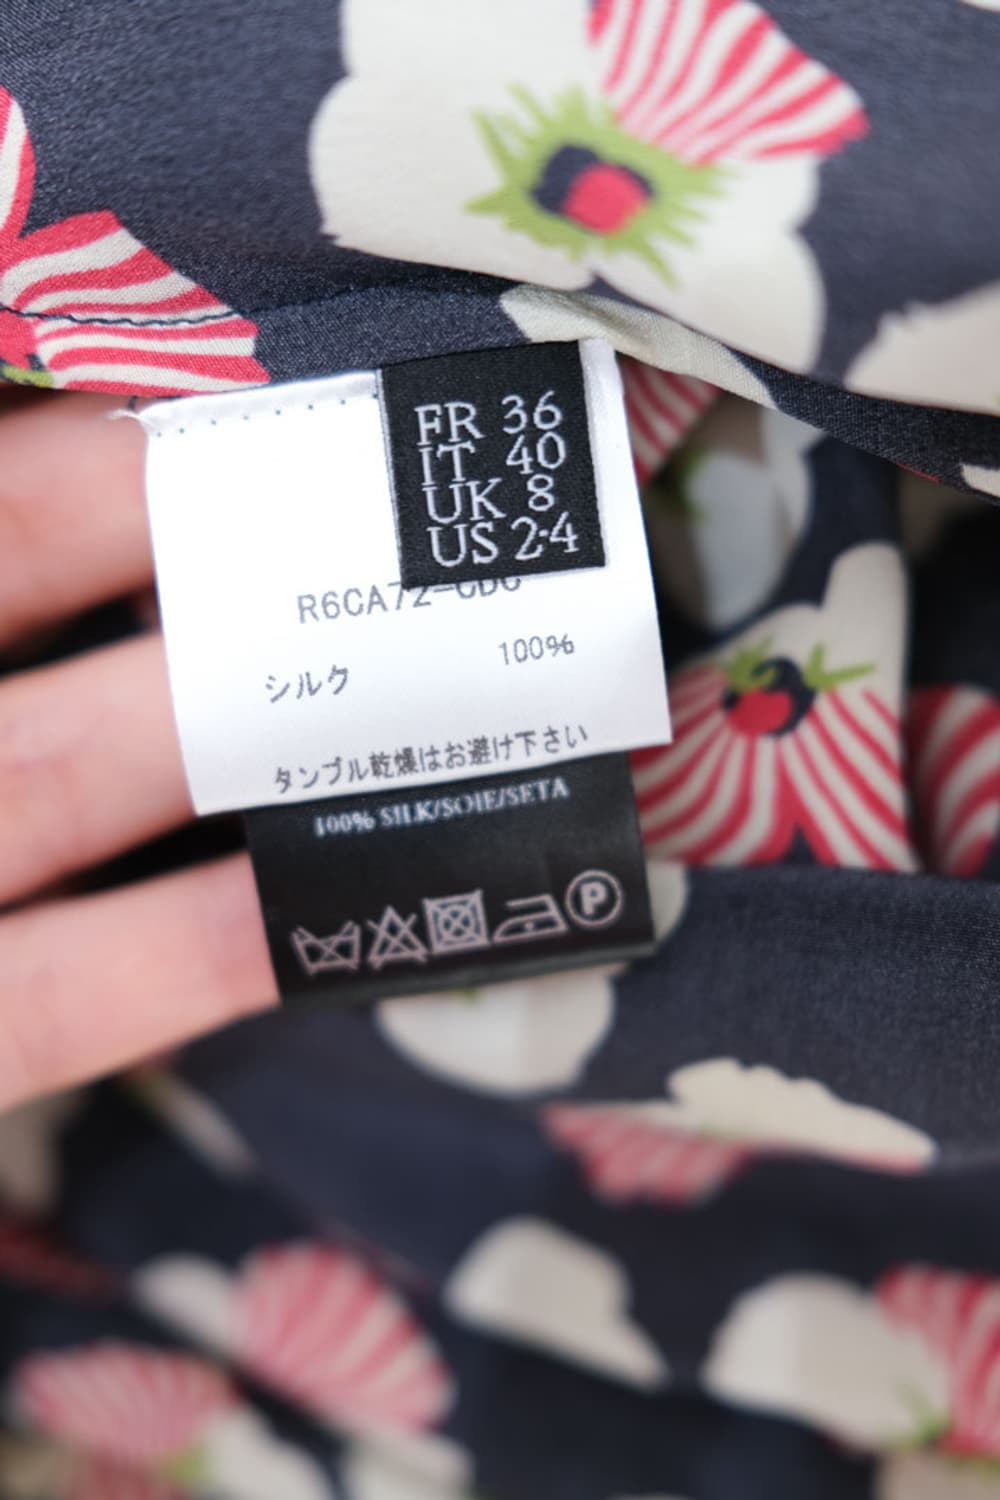 FR 36
IT 40
UK 8
US 2-4
R6CA72-CDC
シルク 100%
タンブル乾燥はお避け下さい
100% SILK/SOIE/SETA
P